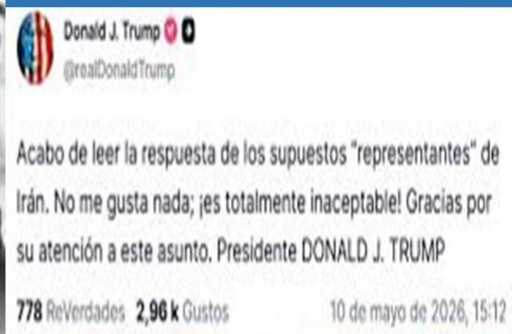 Donald J. Trump
@realDonaldTrump
Acabo de leer la respuesta de los supuestos "representantes" de
Irán. No me gusta nada; ¡es totalmente inaceptable! Gracias por
su atención a este asunto. Presidente DONALD J. TRUMP
778 ReVerdades 2,96 k Gustos 10 de mayo de 2026, 15:12